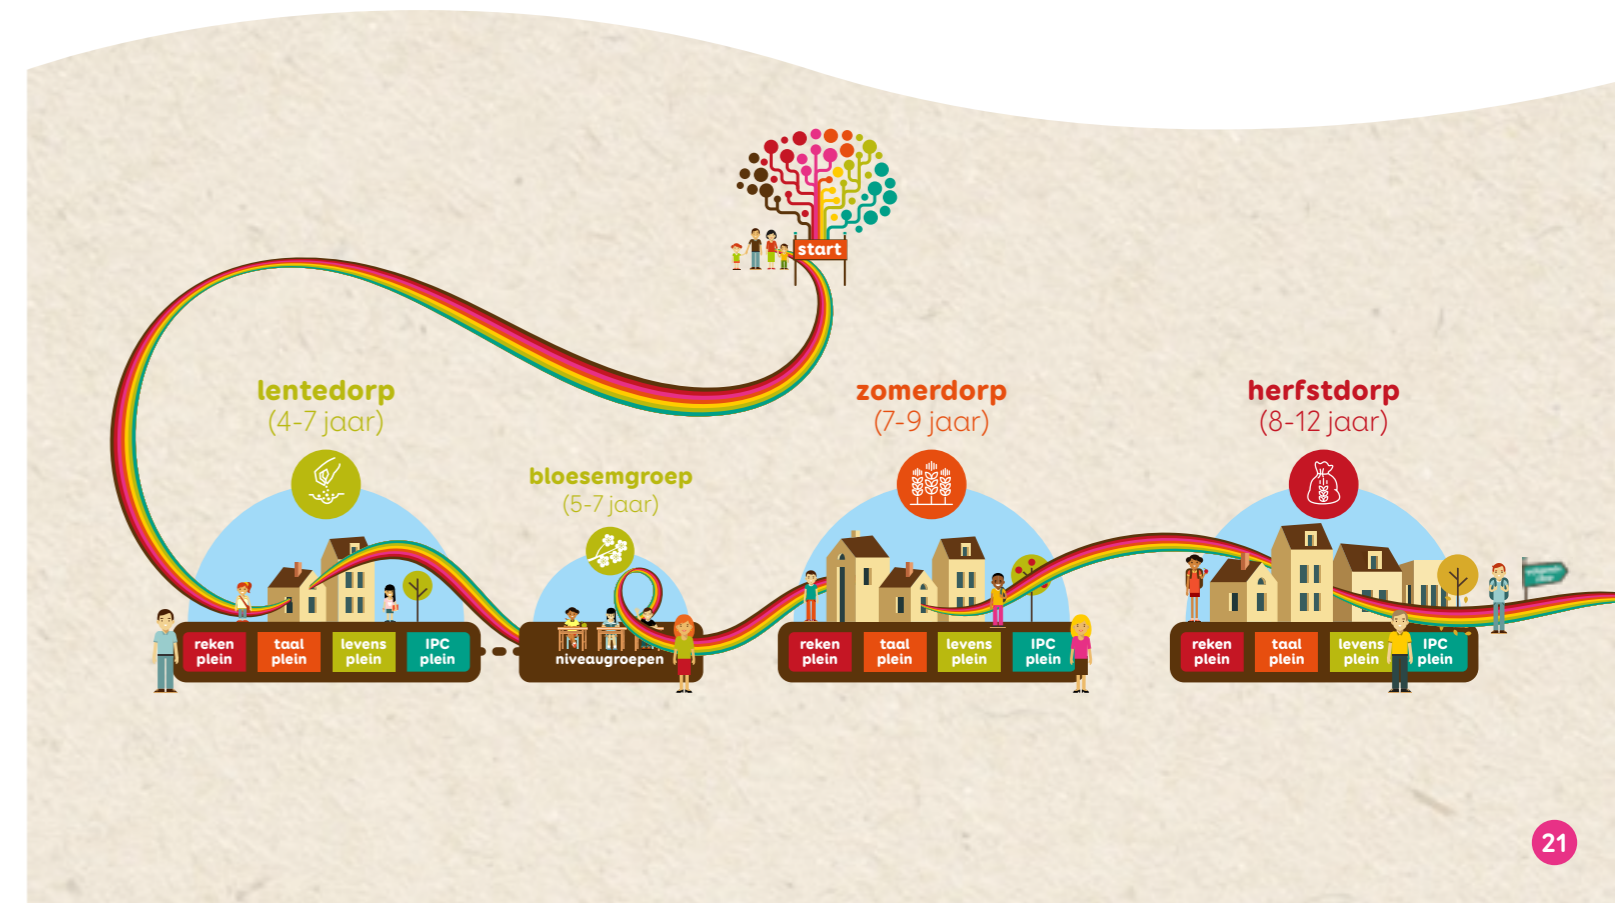 start
lentedorp
(4-7 jaar)
bloesemgroep
(5-7 jaar)
zomerdorp
(7-9 jaar)
herfstdorp
(8-12 jaar)
reken
plein
taal
plein
levens
plein
IPC
plein
niveaugroepen
reken
plein
taal
plein
levens
plein
IPC
plein
reken
plein
taal
plein
levens
plein
IPC
plein
21